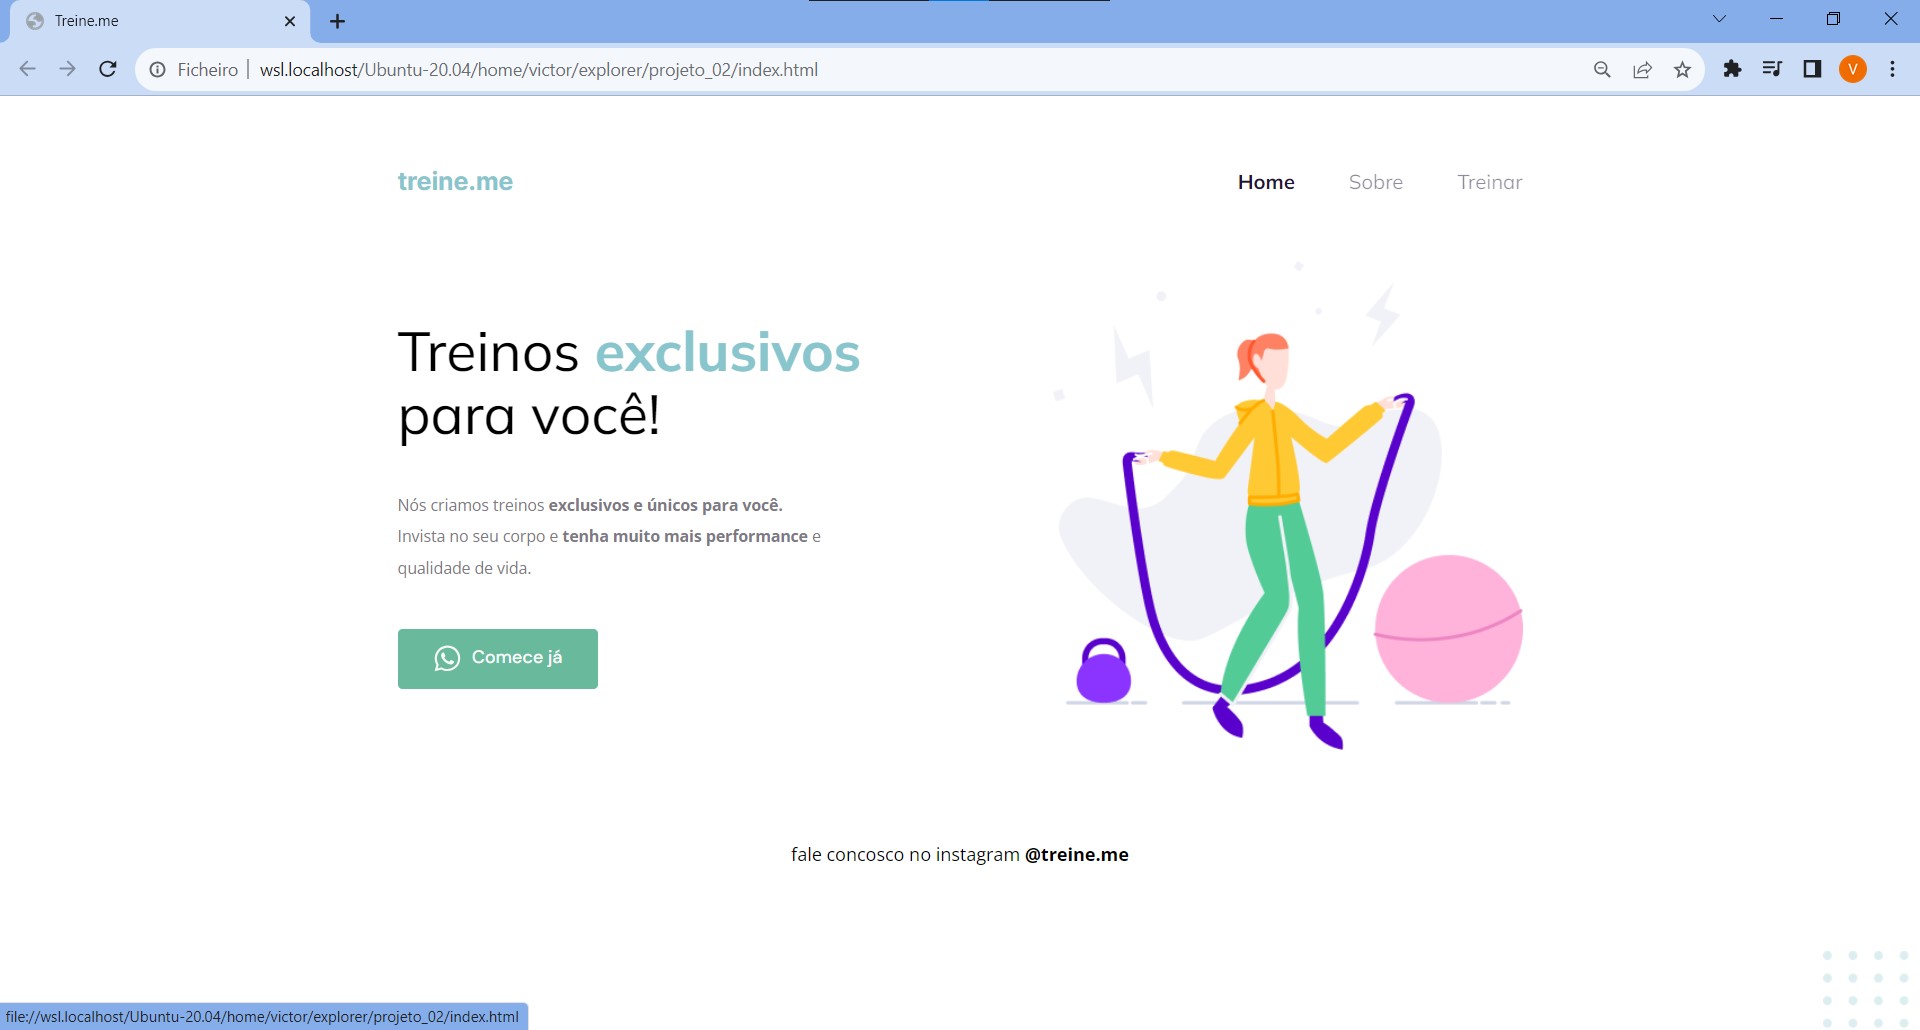 Treine.me
Ficheiro wsl.localhost/Ubuntu-20.04/home/victor/explorer/projeto_02/index.html
V
treine.me
Home Sobre Treinar
Treinos exclusivos
para você!
Nós criamos treinos exclusivos e únicos para você.
Invista no seu corpo e tenha muito mais performance e
qualidade de vida.
Comece já
fale concosco no instagram @treine.me
file://wsl.localhost/Ubuntu-20.04/home/victor/explorer/projeto_02/index.html